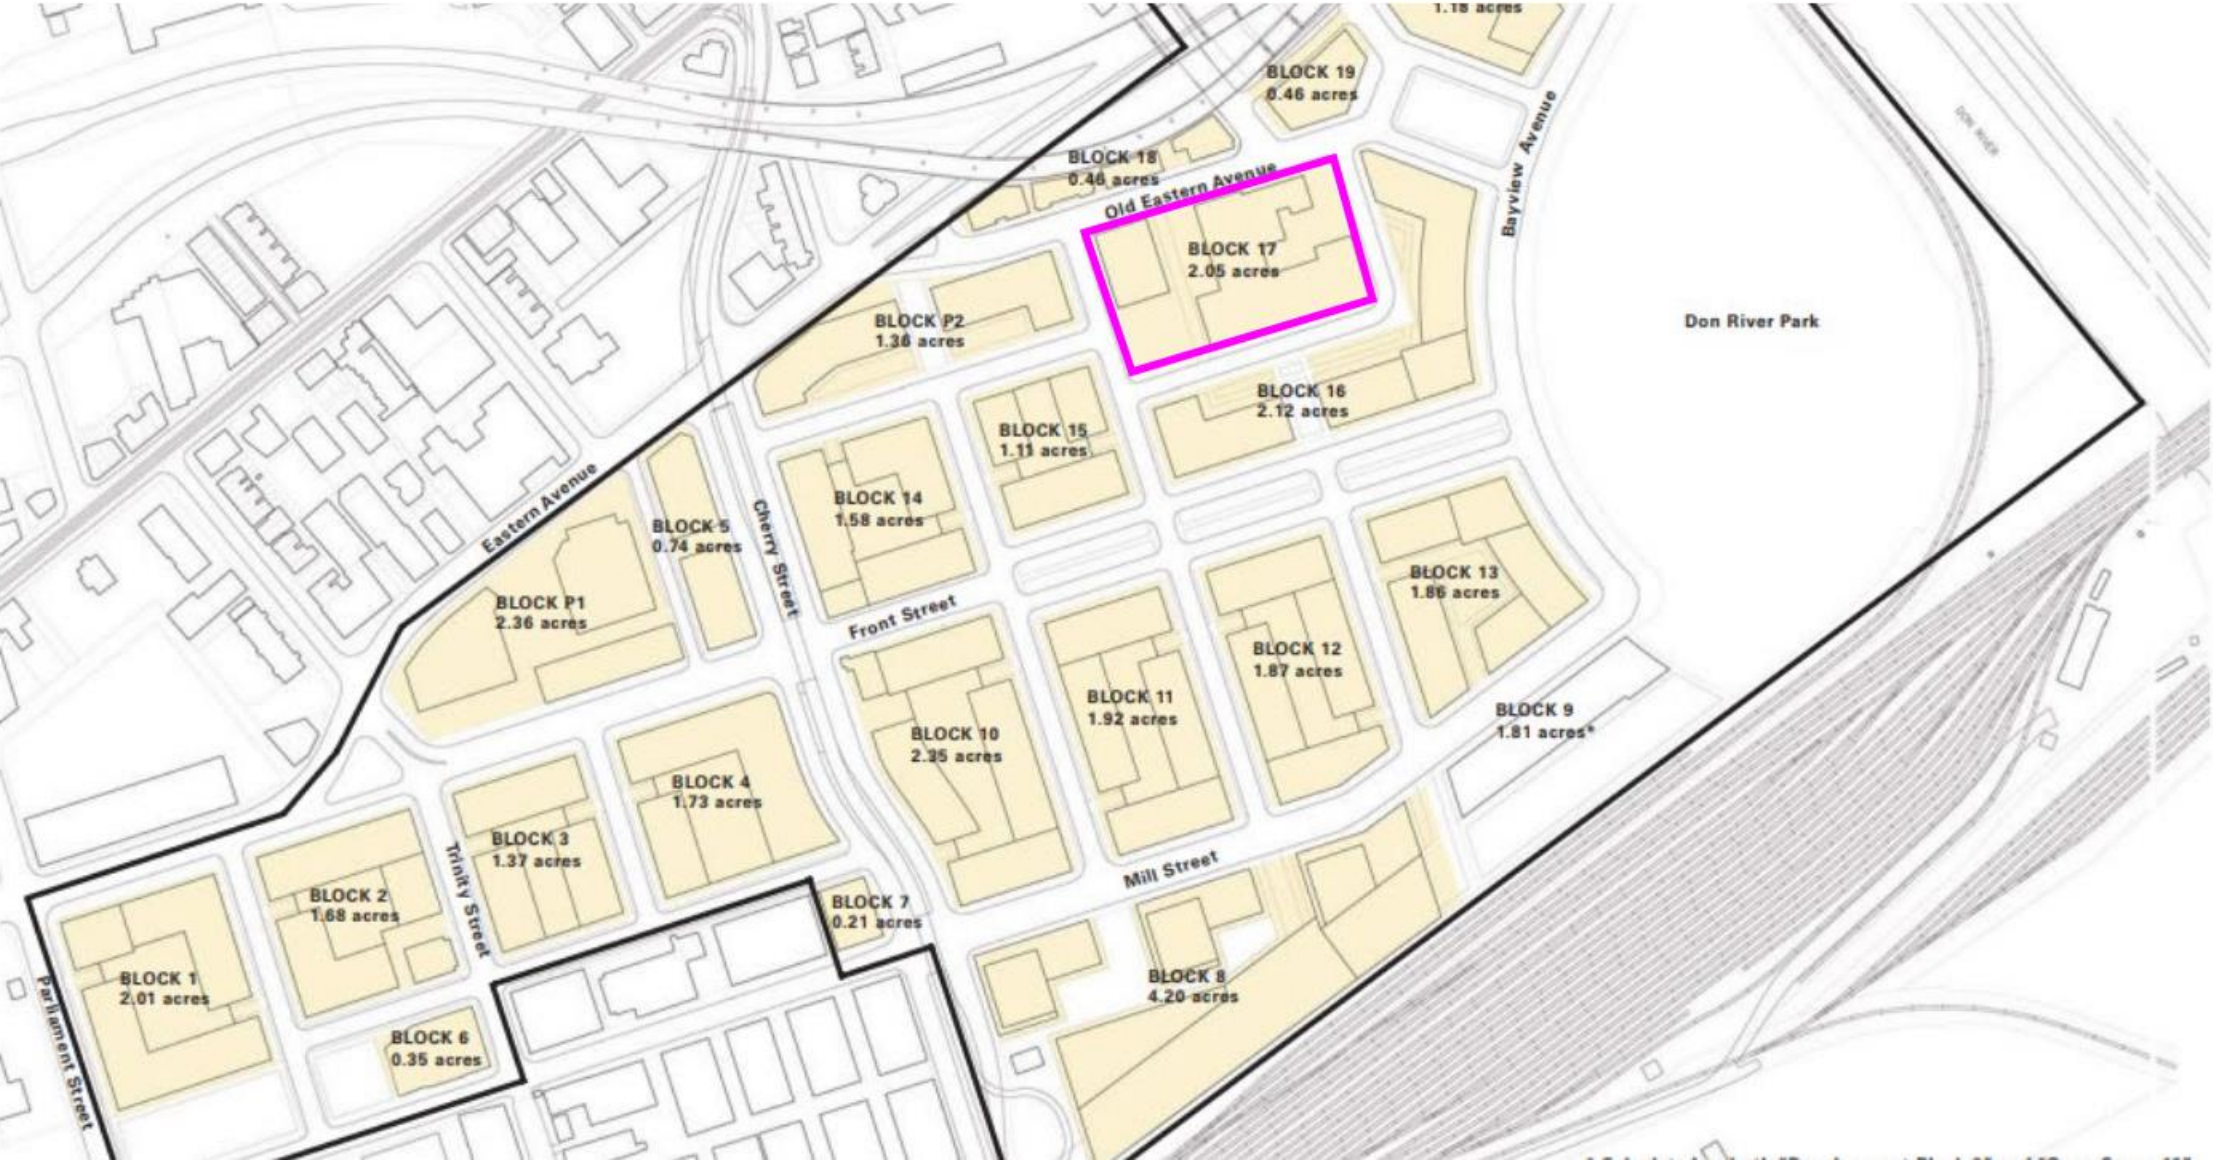 1.18 acres
BLOCK 19
0.46 acres
DON RIVER
BLOCK 18
0.46 acres
Old Eastern Avenue
Bayview Avenue
BLOCK 17
2.05 acres
BLOCK P2
1.36 acres
Don River Park
BLOCK 16
2.12 acres
BLOCK 15
1.11 acres
Eastern Avenue
BLOCK 5
0.74 acres
Cherry Street
BLOCK 14
1.58 acres
BLOCK 13
1.86 acres
BLOCK P1
2.36 acres
Front Street
BLOCK 12
1.87 acres
BLOCK 11
1.92 acres
BLOCK 9
1.81 acres*
BLOCK 10
2.35 acres
BLOCK 4
1.73 acres
BLOCK 3
1.37 acres
Trinity Street
Mill Street
BLOCK 2
1.68 acres
BLOCK 7
0.21 acres
BLOCK 1
2.01 acres
BLOCK 8
4.20 acres
Parliament Street
BLOCK 6
0.35 acres